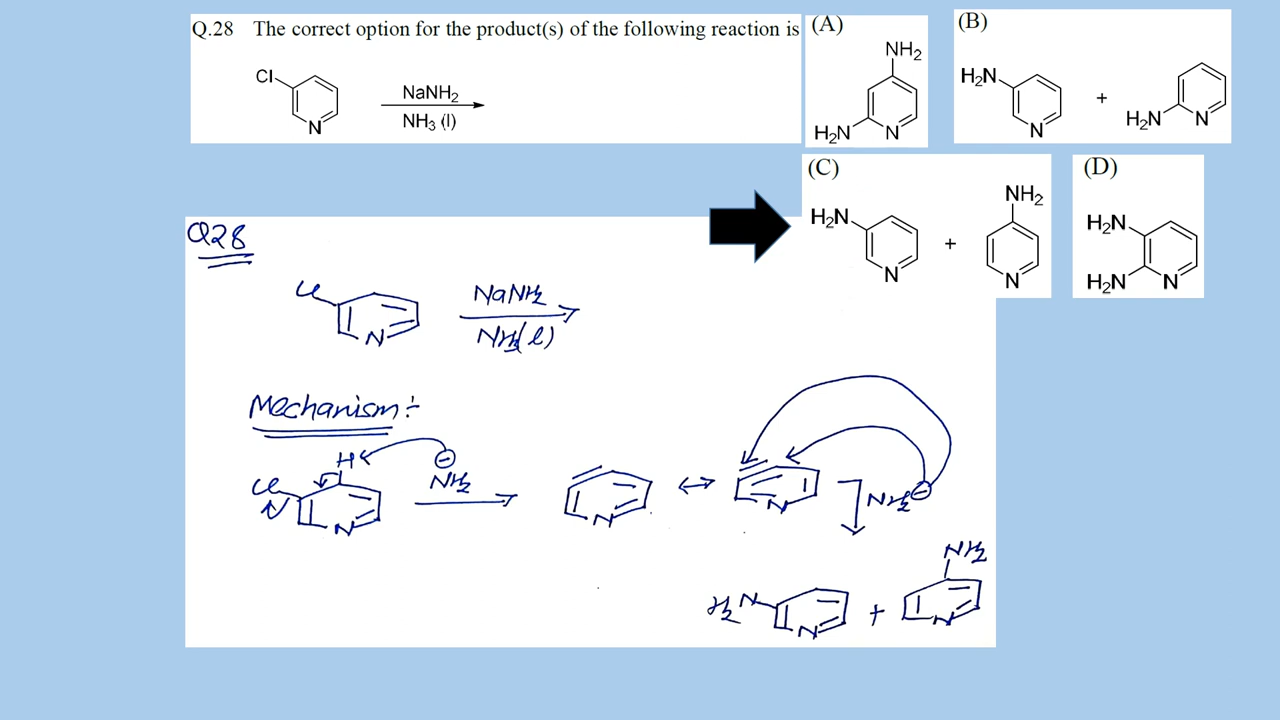 Q.28 The correct option for the product(s) of the following reaction is
Cl
N
NaNH₂
NH₃ (l)
(A)
NH₂
H₂N
N
(B)
H₂N
N
+
H₂N
N
(C)
H₂N
N
+
NH₂
N
(D)
H₂N
H₂N
N
Q28
Cl
N
NaNH₂
NH₃(l)
Mechanism :-
Cl
H
N
⊖
NH₂
N
↔
N
NH₂ ⊖
H₂N
N
+
NH₂
N